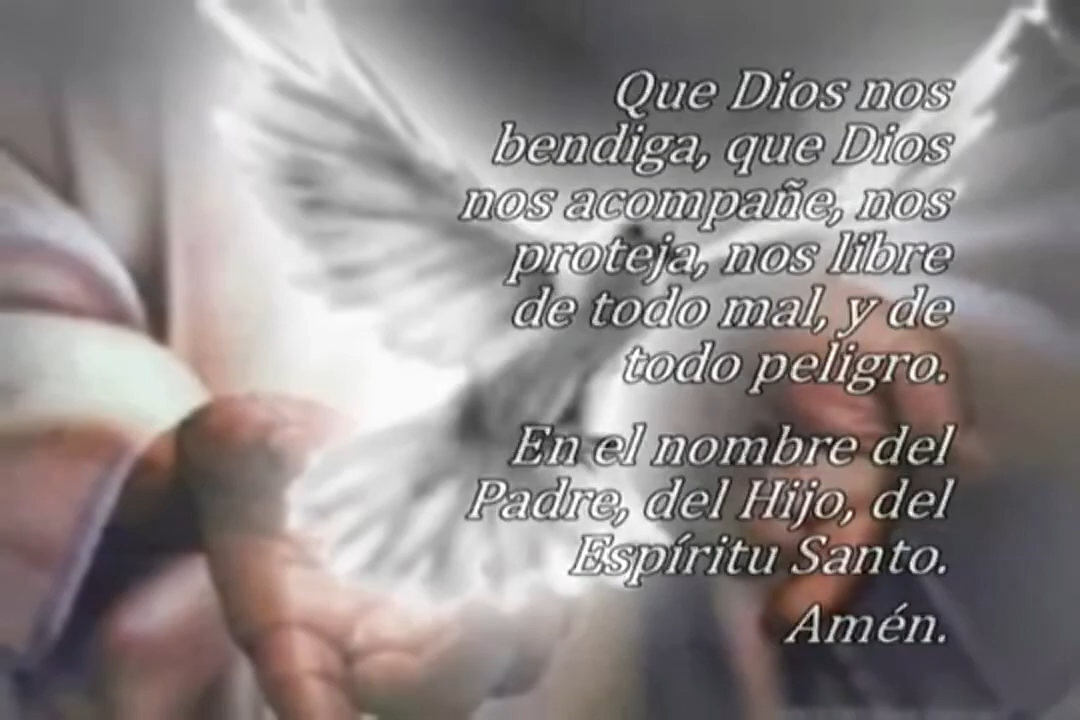 Que Dios nos
bendiga, que Dios
nos acompañe, nos
proteja, nos libre
de todo mal, y de
todo peligro.
En el nombre del
Padre, del Hijo, del
Espíritu Santo.
Amén.